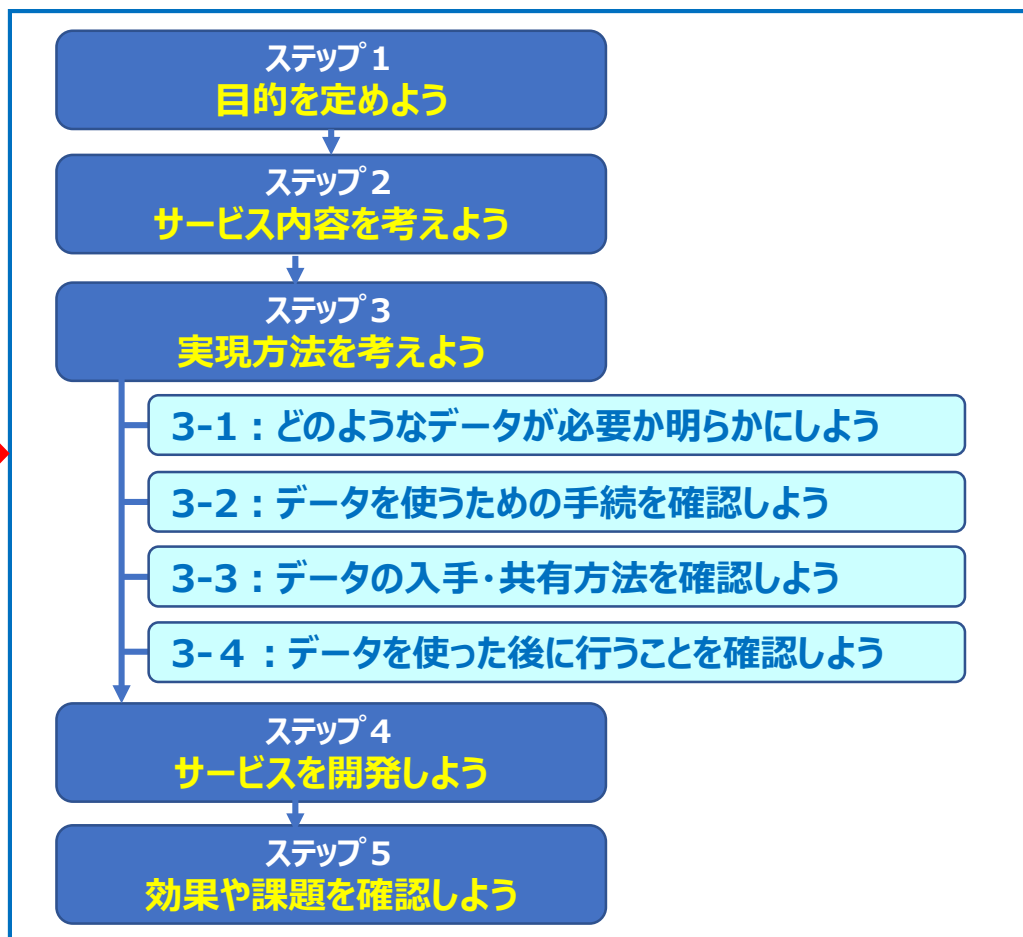 ステップ１
目的を定めよう
ステップ２
サービス内容を考えよう
ステップ３
実現方法を考えよう
3-1：どのようなデータが必要か明らかにしよう
3-2：データを使うための手続を確認しよう
3-3：データの入手・共有方法を確認しよう
3-４：データを使った後に行うことを確認しよう
ステップ４
サービスを開発しよう
ステップ５
効果や課題を確認しよう